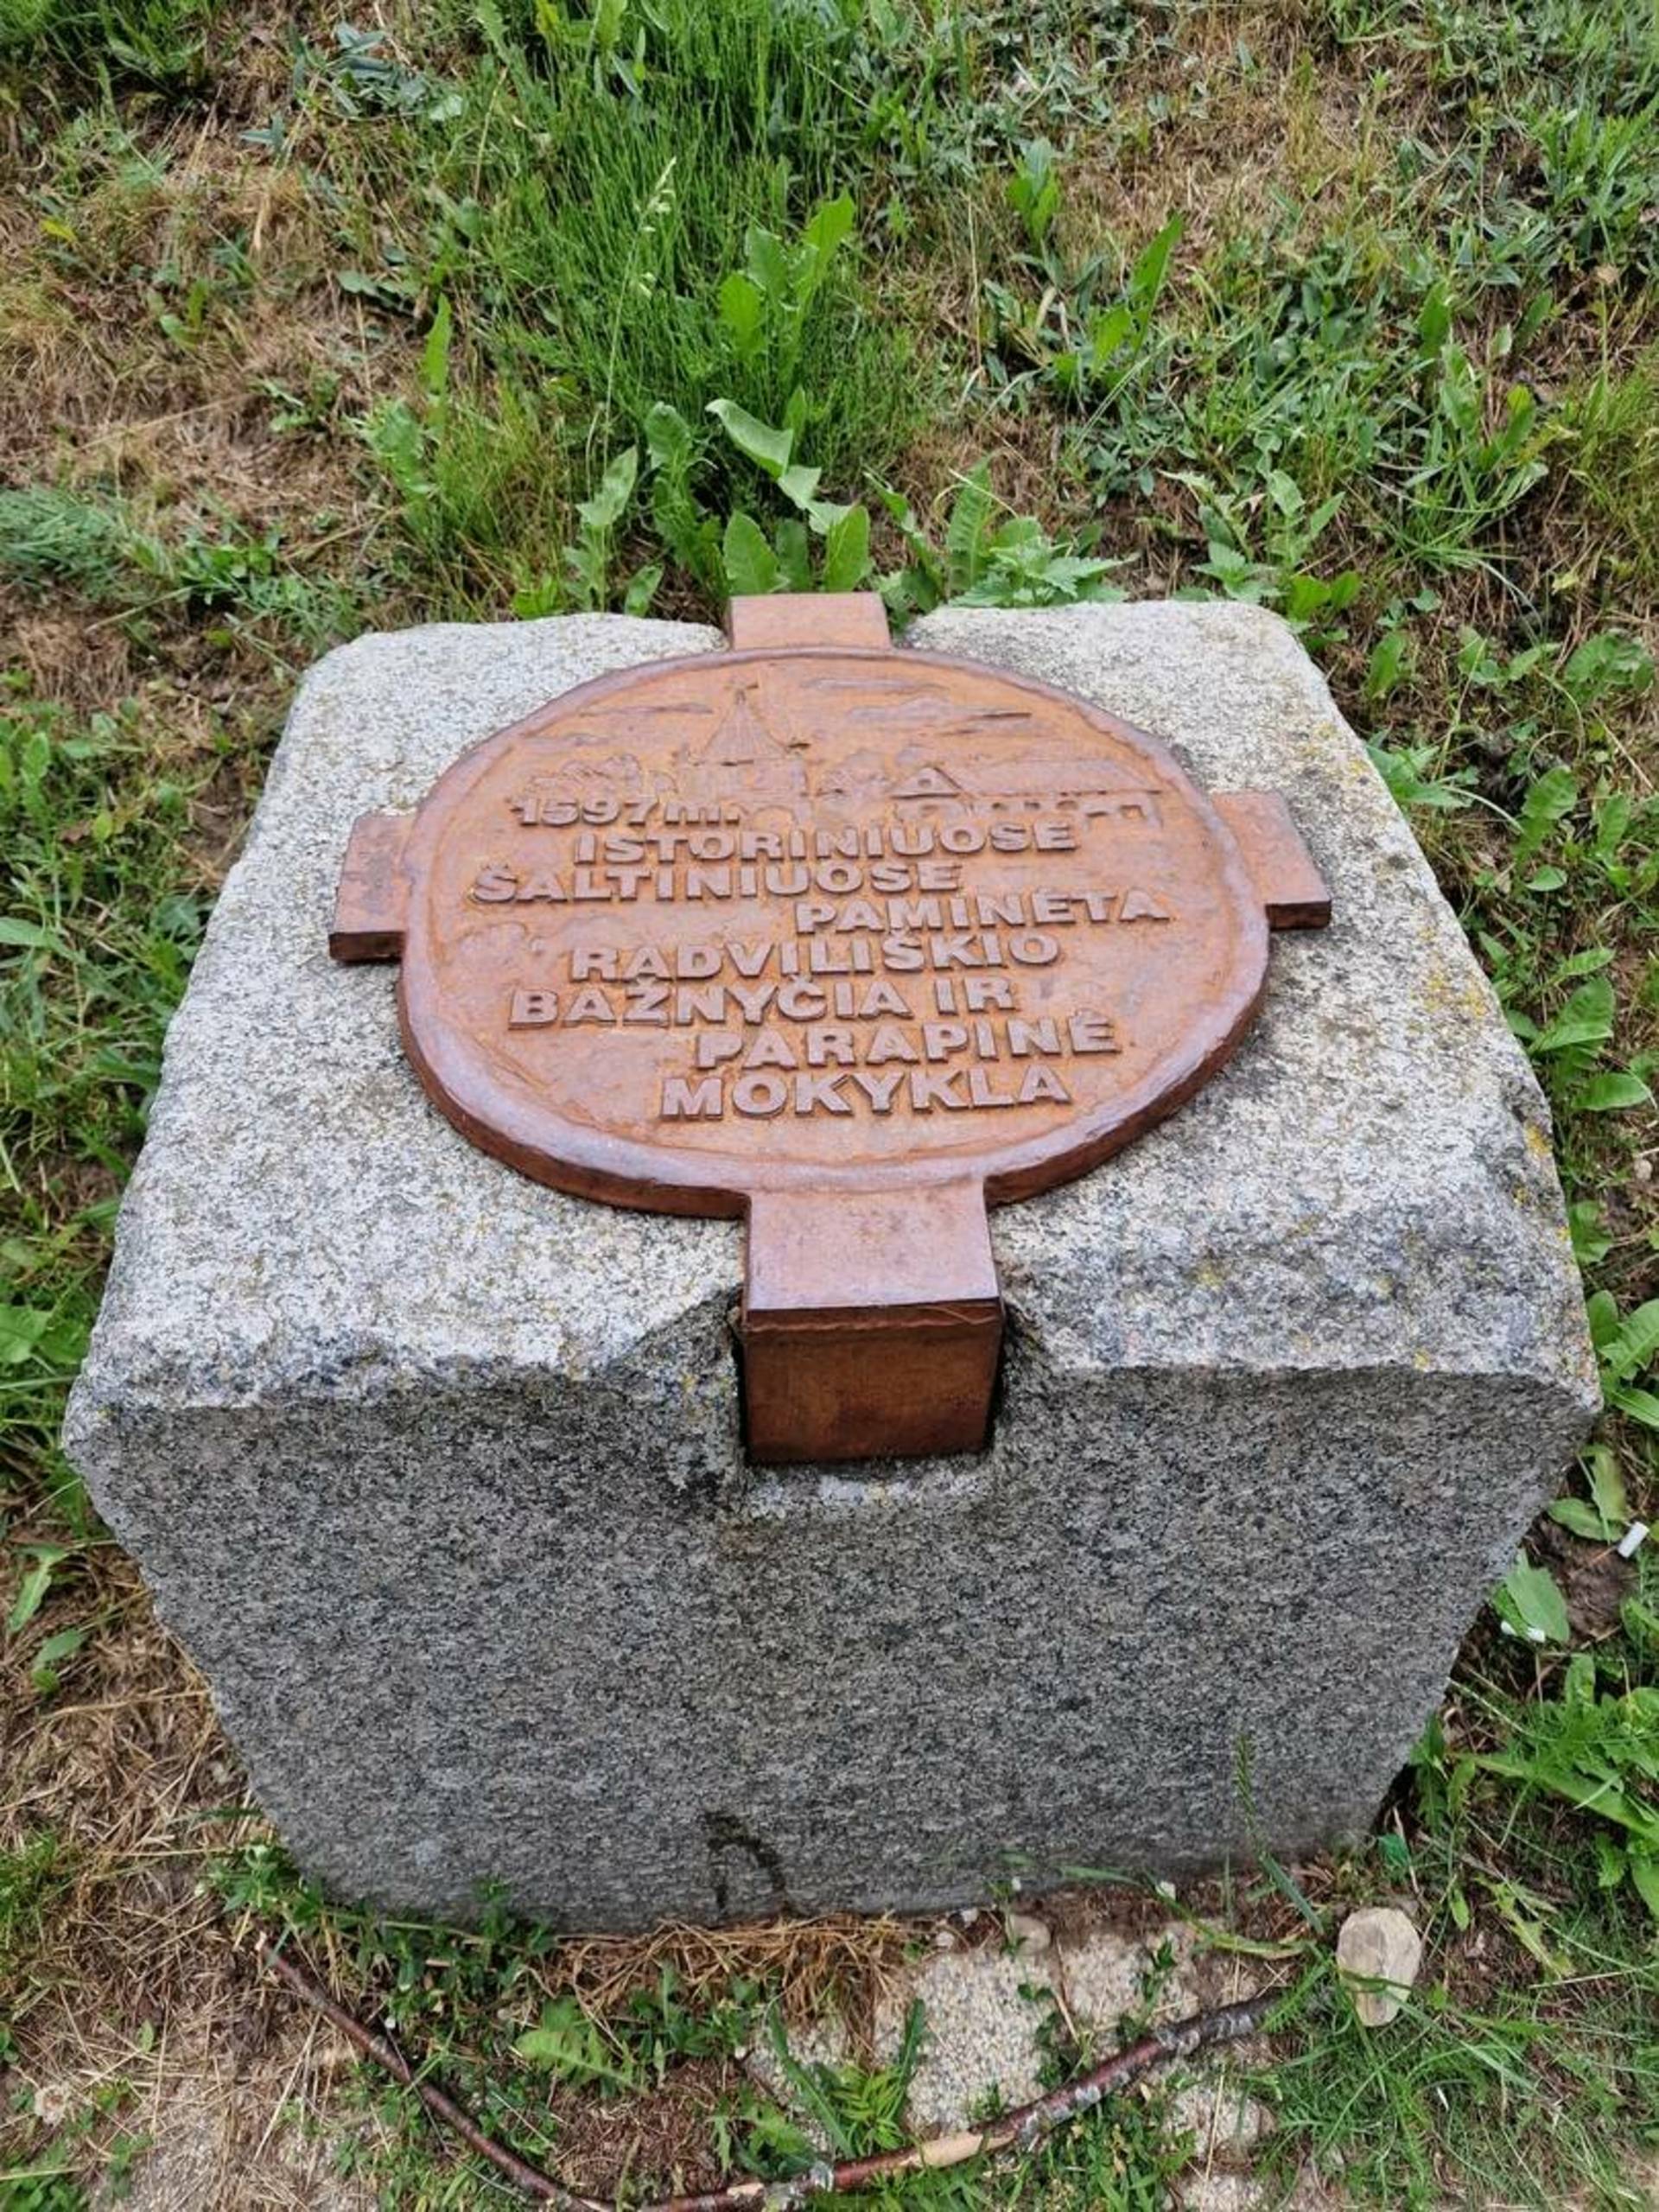 1597m.
ISTORINIUOSE
ŠALTINIUOSE
PAMINĖTA
RADVILIŠKIO
BAŽNYČIA IR
PARAPINĖ
MOKYKLA